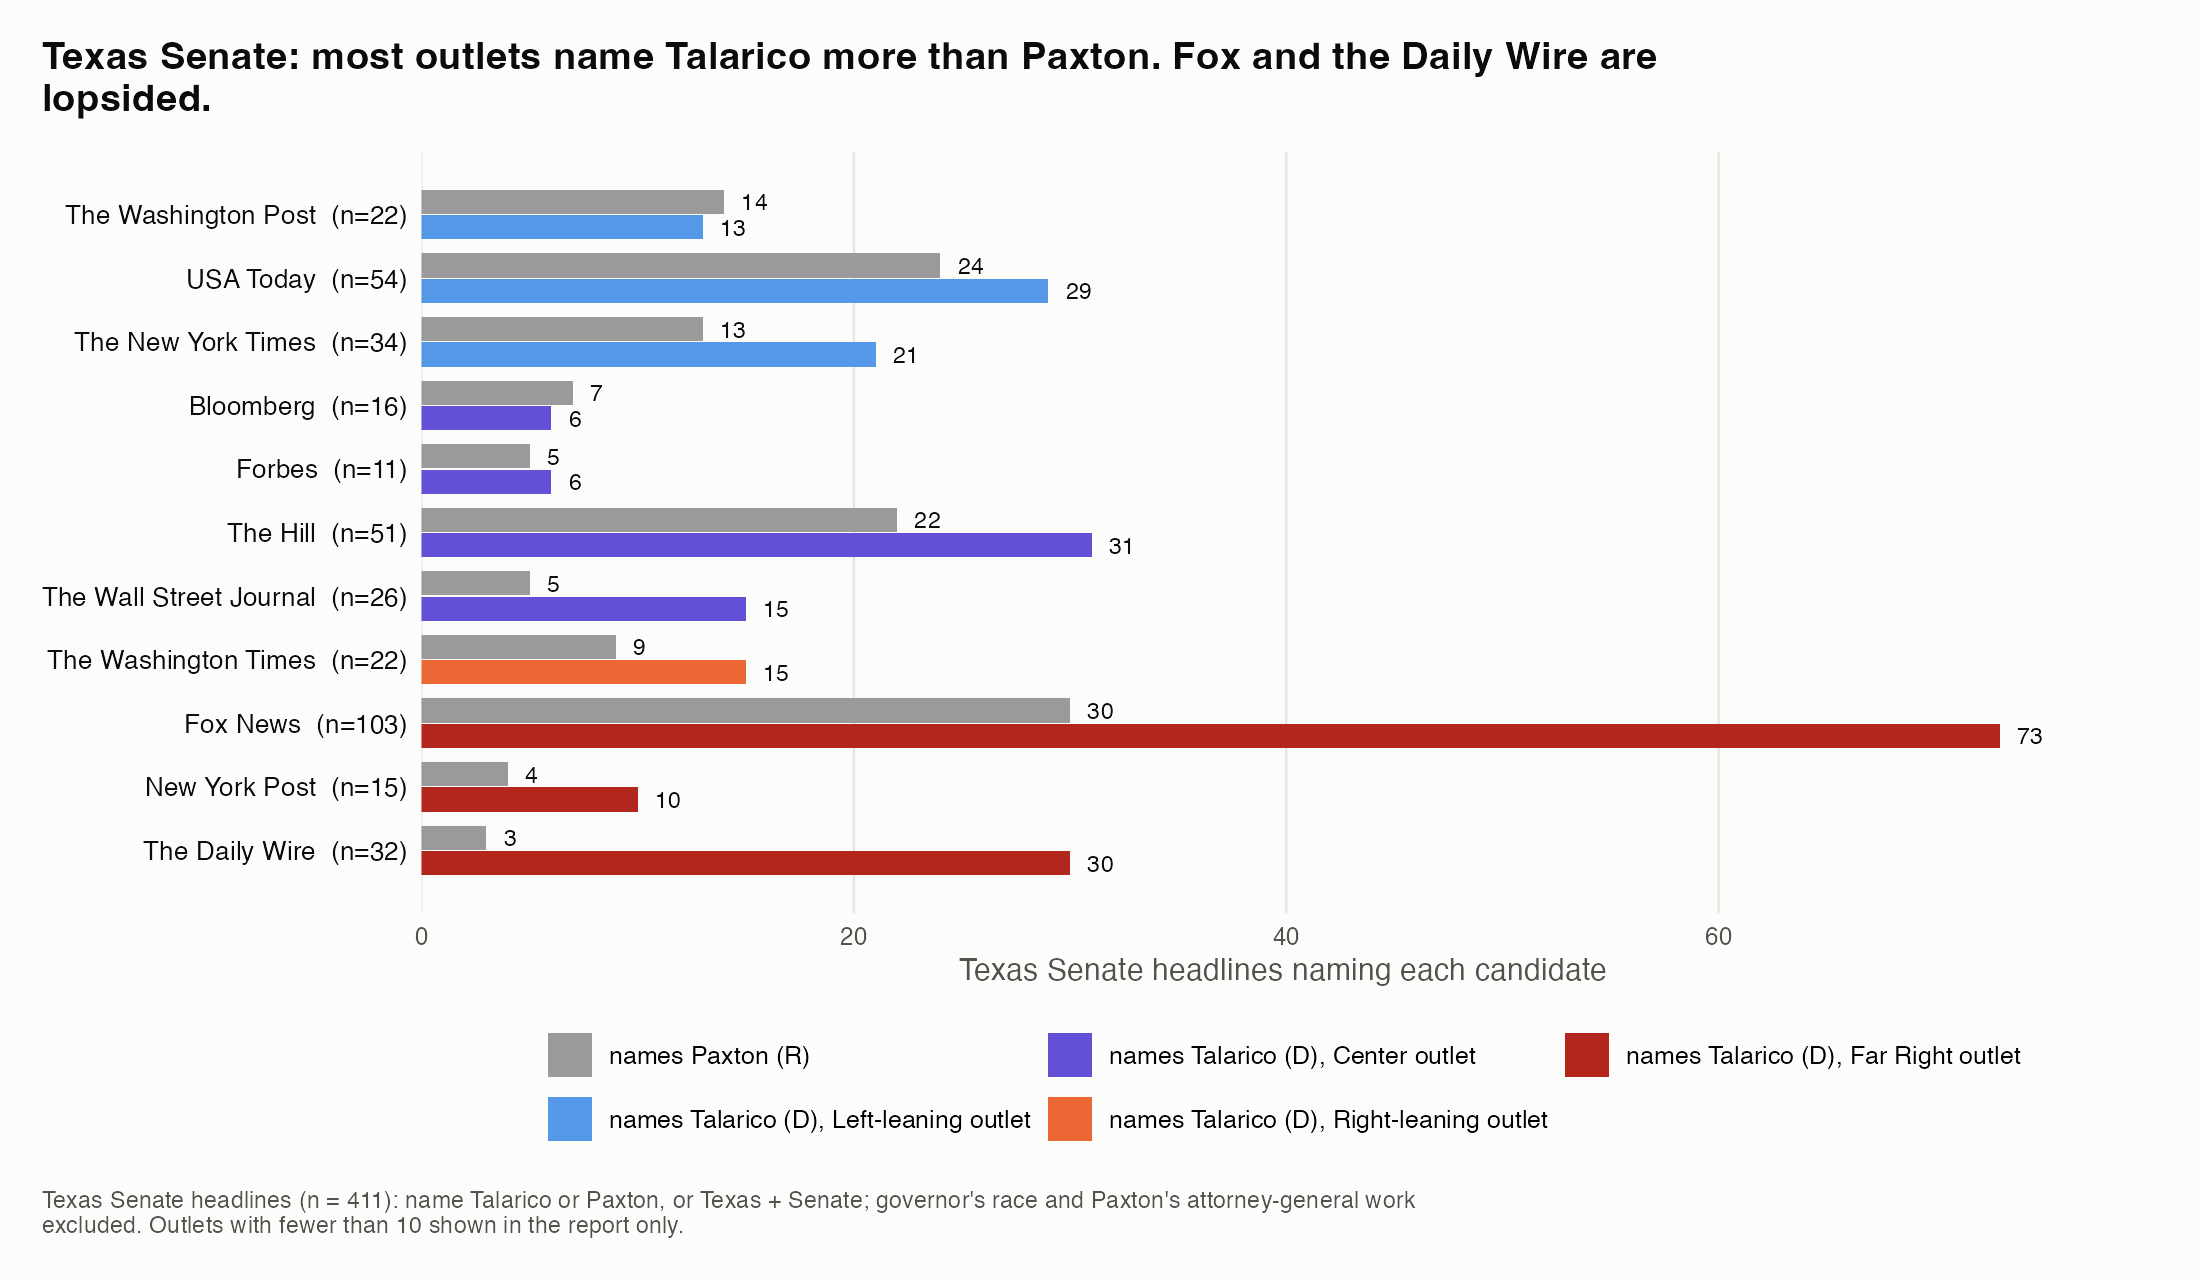 Texas Senate: most outlets name Talarico more than Paxton. Fox and the Daily Wire are
lopsided.
The Washington Post (n=22)
14
13
USA Today (n=54)
24
29
The New York Times (n=34)
13
21
Bloomberg (n=16)
7
6
Forbes (n=11)
5
6
The Hill (n=51)
22
31
The Wall Street Journal (n=26)
5
15
The Washington Times (n=22)
9
15
Fox News (n=103)
30
73
New York Post (n=15)
4
10
The Daily Wire (n=32)
3
30
0 20 40 60
Texas Senate headlines naming each candidate
names Paxton (R) names Talarico (D), Center outlet names Talarico (D), Far Right outlet
names Talarico (D), Left-leaning outlet names Talarico (D), Right-leaning outlet
Texas Senate headlines (n = 411): name Talarico or Paxton, or Texas + Senate; governor's race and Paxton's attorney-general work
excluded. Outlets with fewer than 10 shown in the report only.